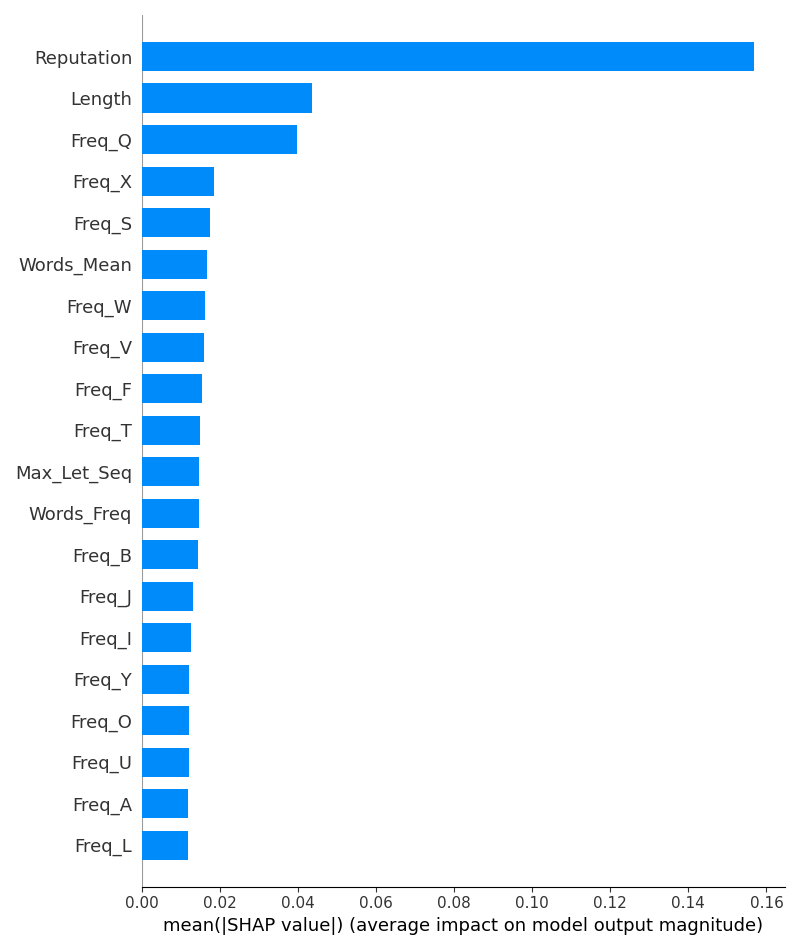 Reputation
Length
Freq_Q
Freq_X
Freq_S
Words_Mean
Freq_W
Freq_V
Freq_F
Freq_T
Max_Let_Seq
Words_Freq
Freq_B
Freq_J
Freq_I
Freq_Y
Freq_O
Freq_U
Freq_A
Freq_L
0.00 0.02 0.04 0.06 0.08 0.10 0.12 0.14 0.16
mean(|SHAP value|) (average impact on model output magnitude)